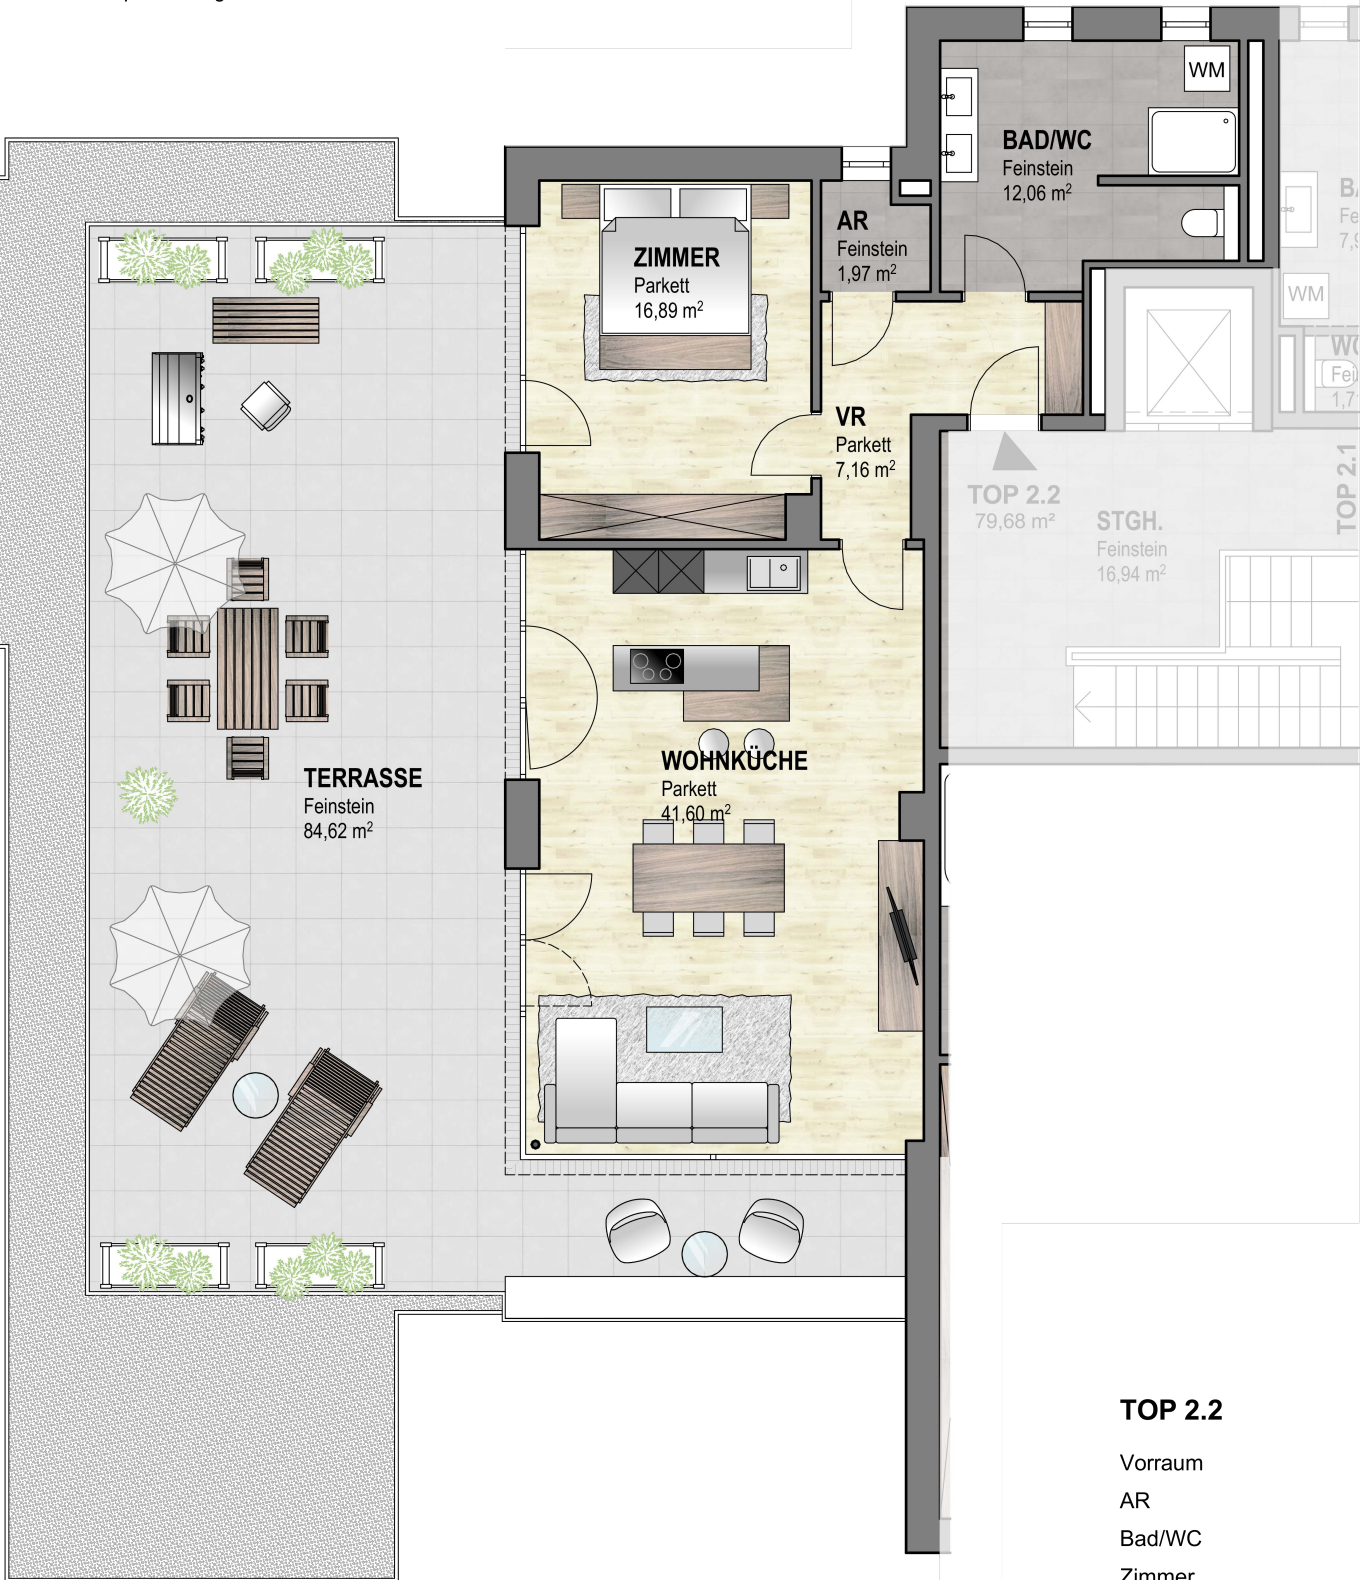 WM
BAD/WC
Feinstein
12,06 m²
AR
Feinstein
1,97 m²
ZIMMER
Parkett
16,89 m²
WM
VR
Parkett
7,16 m²
TOP 2.2
79,68 m²
STGH.
Feinstein
16,94 m²
TOP 2.1
WOHNKÜCHE
Parkett
41,60 m²
TERRASSE
Feinstein
84,62 m²
TOP 2.2
Vorraum
AR
Bad/WC
Zimmer